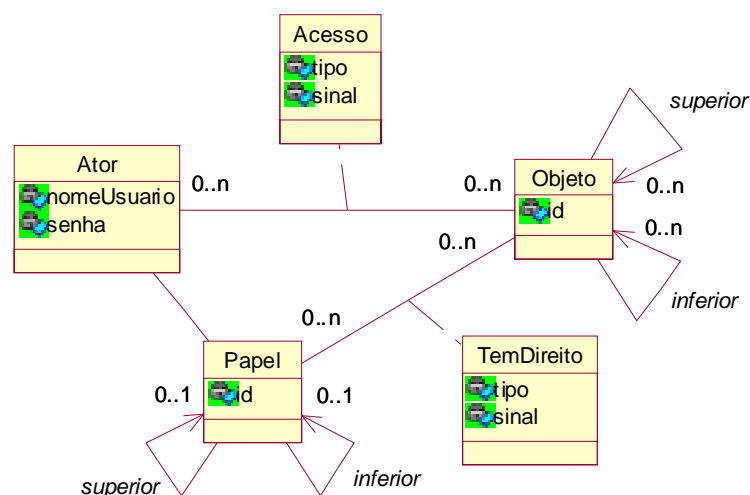 Acesso
tipo
sinal
superior
Ator
nomeUsuario
senha
0..n
0..n
Objeto
id
0..n
0..n
0..n
inferior
0..n
Papel
id
0..1
0..1
superior
inferior
TemDireito
tipo
sinal